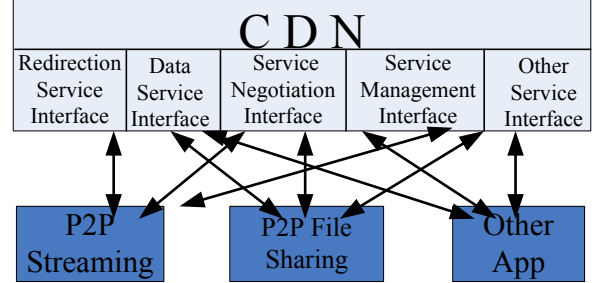 C D N
Redirection
Service
Interface
Data
Service
Interface
Service
Negotiation
Interface
Service
Management
Interface
Other
Service
Interface
P2P
Streaming
P2P File
Sharing
Other
App